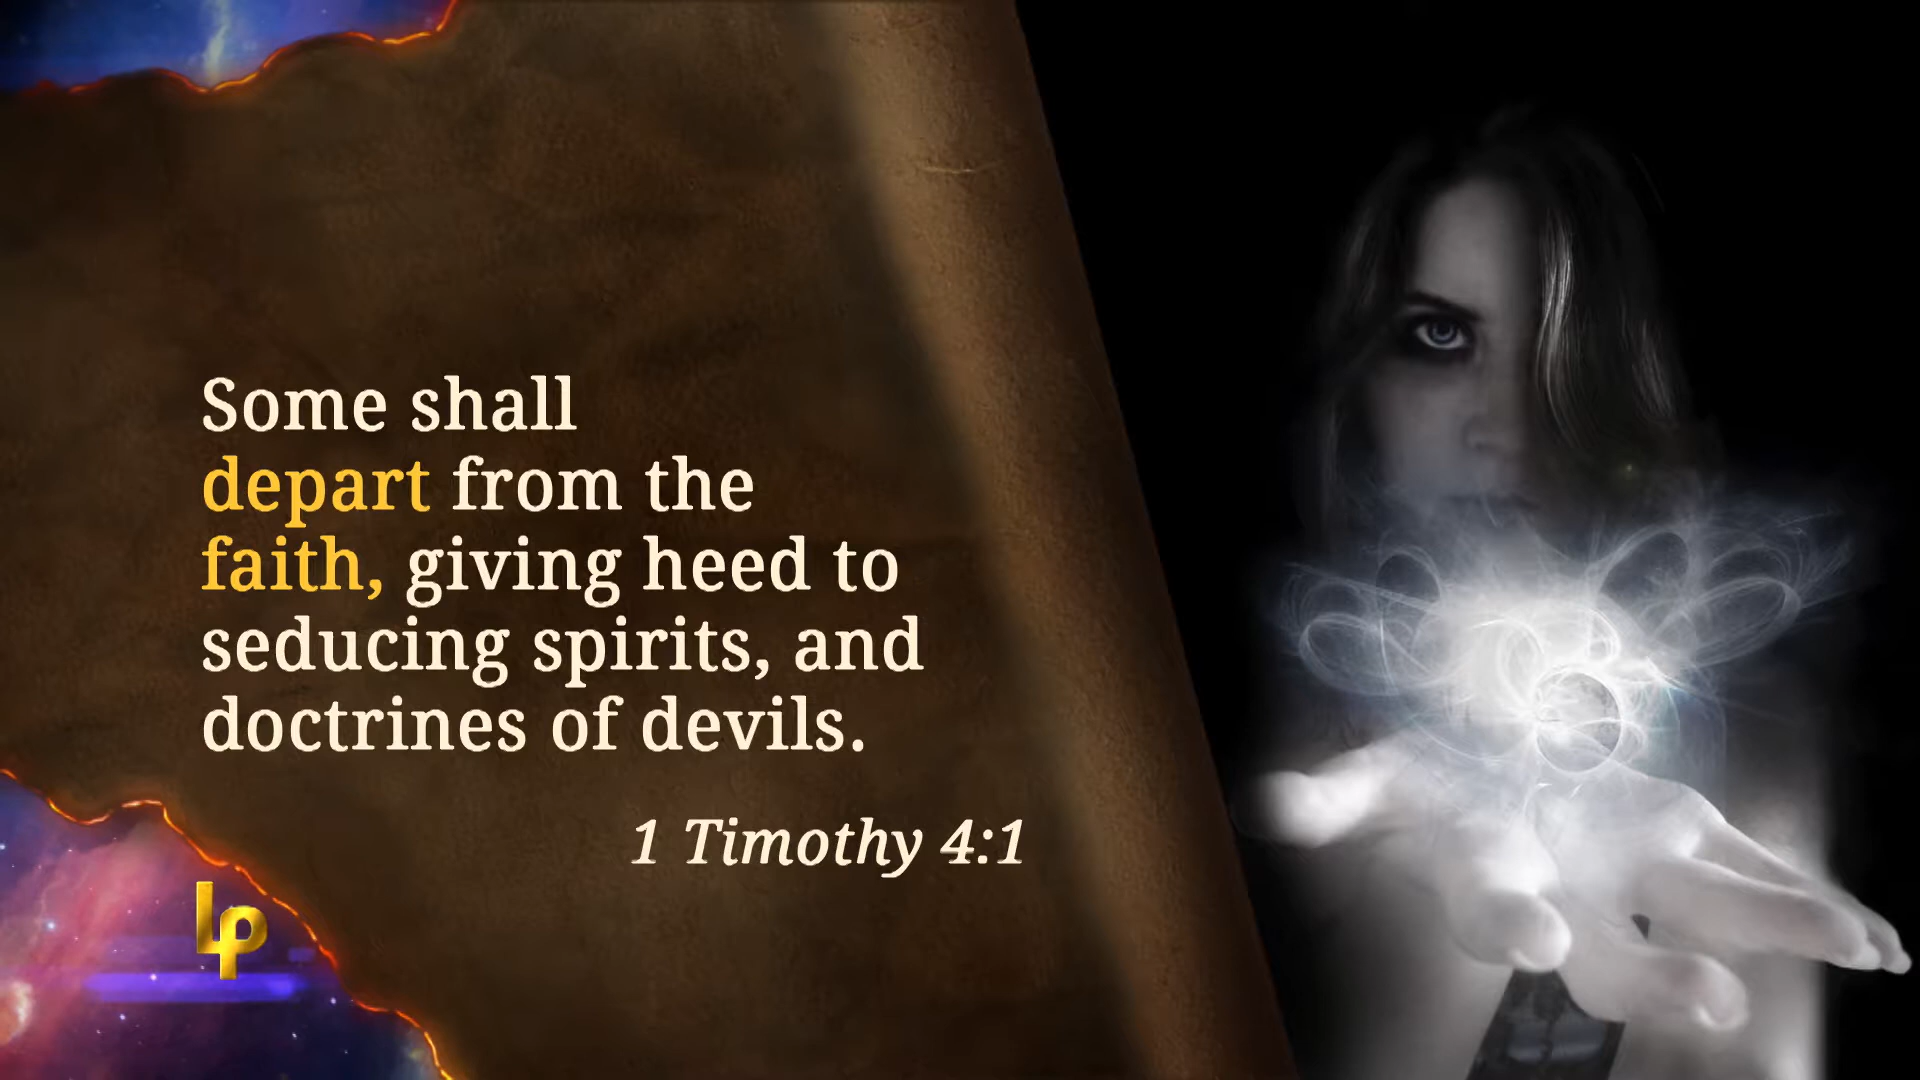 Some shall
depart from the
faith, giving heed to
seducing spirits, and
doctrines of devils.
1 Timothy 4:1
LP